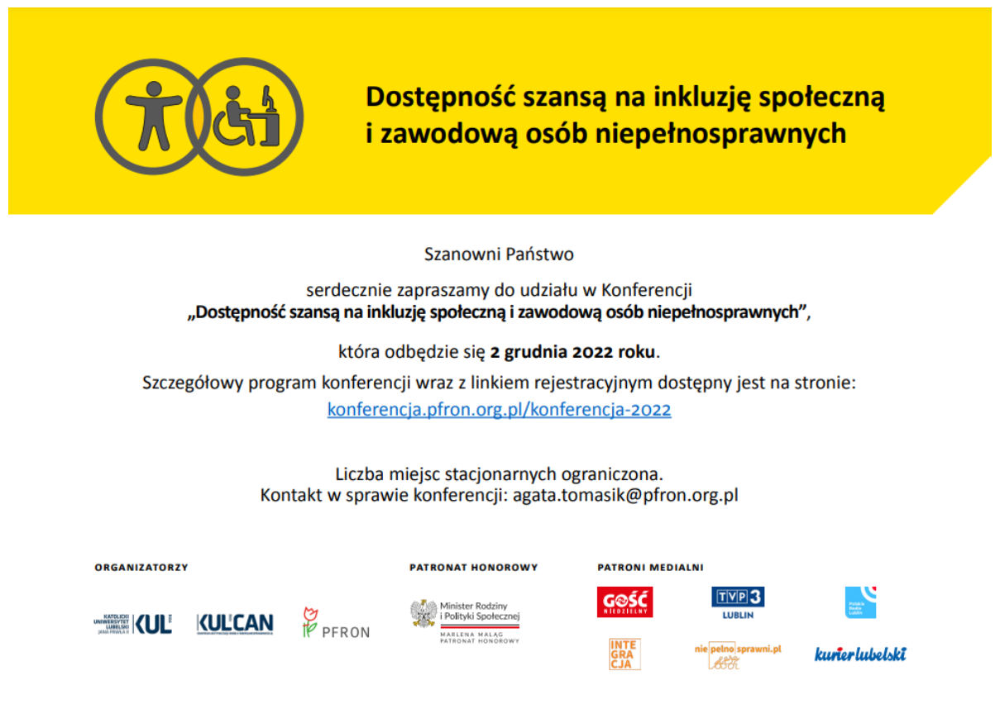 Dostępność szansą na inkluzję społeczną
i zawodową osób niepełnosprawnych
Szanowni Państwo
serdecznie zapraszamy do udziału w Konferencji
„Dostępność szansą na inkluzję społeczną i zawodową osób niepełnosprawnych”,
która odbędzie się 2 grudnia 2022 roku.
Szczegółowy program konferencji wraz z linkiem rejestracyjnym dostępny jest na stronie:
konferencja.pfron.org.pl/konferencja-2022
Liczba miejsc stacjonarnych ograniczona.
Kontakt w sprawie konferencji: agata.tomasik@pfron.org.pl
ORGANIZATORZY
KATOLICKI
UNIWERSYTET
LUBELSKI
JANA PAWŁA II
KUL
1918
KULCAN
PFRON
PATRONAT HONOROWY
Minister Rodziny
i Polityki Społecznej
MARLENA MALĄG
PATRONAT HONOROWY
PATRONI MEDIALNI
GOŚĆ
NIEDZIELNY
TVP3
LUBLIN
Polskie
Radio
Lublin
INTE
GRA
CJA
niepelnosprawni.pl
kurier lubelski